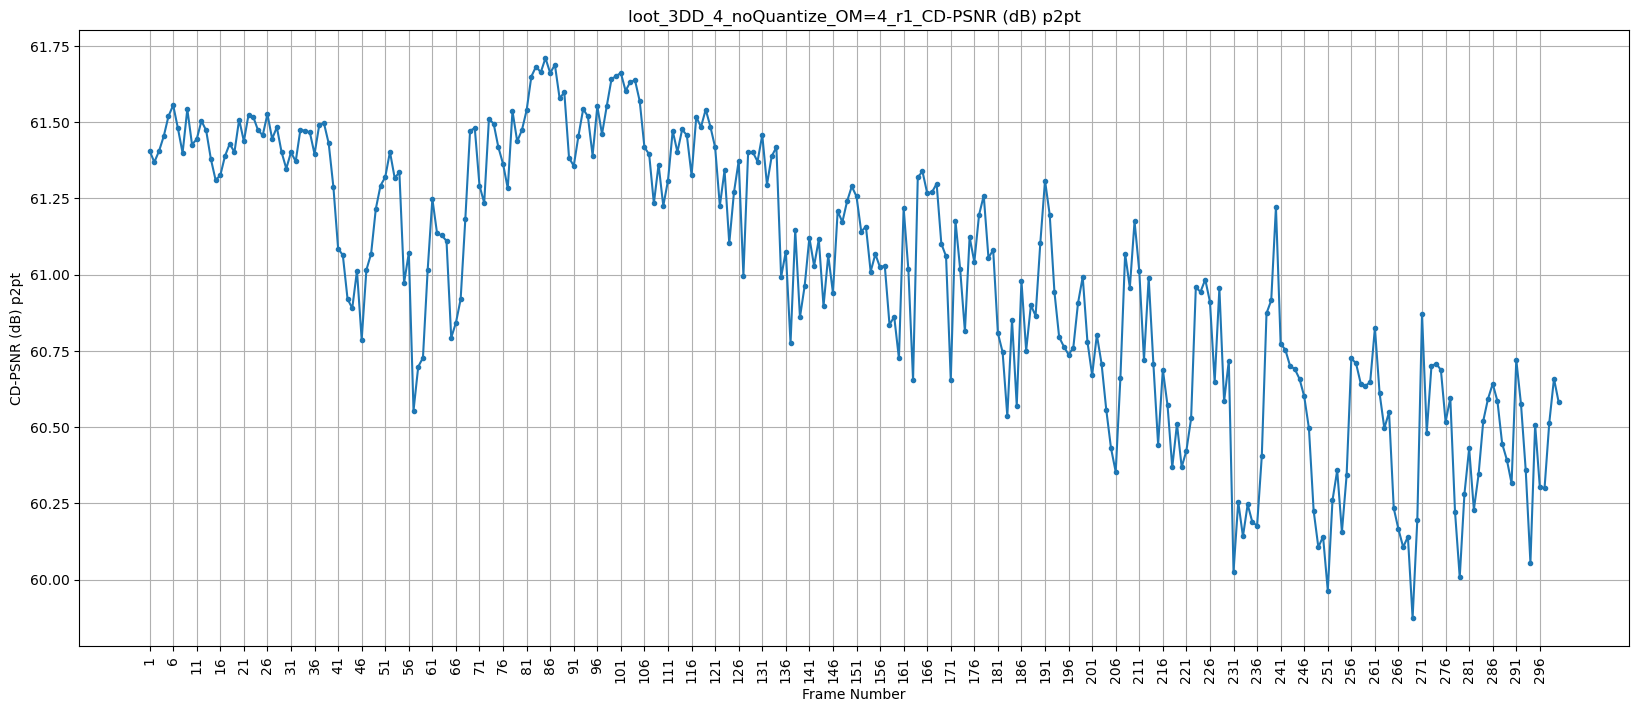 loot_3DD_4_noQuantize_OM=4_r1_CD-PSNR (dB) p2pt
CD-PSNR (dB) p2pt
61.75
61.50
61.25
61.00
60.75
60.50
60.25
60.00
1 6 11 16 21 26 31 36 41 46 51 56 61 66 71 76 81 86 91 96 101 106 111 116 121 126 131 136 141 146 151 156 161 166 171 176 181 186 191 196 201 206 211 216 221 226 231 236 241 246 251 256 261 266 271 276 281 286 291 296
Frame Number